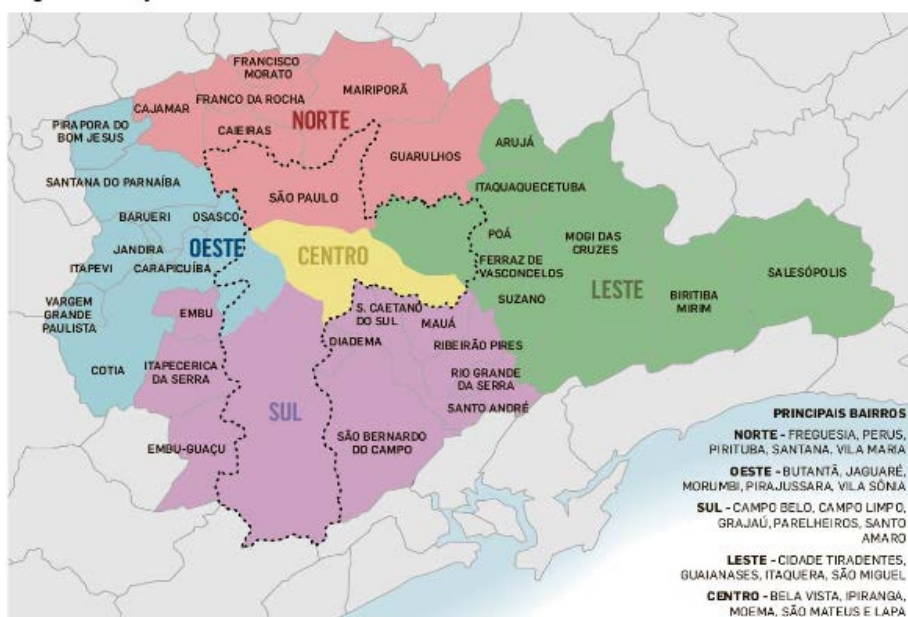 FRANCISCO
MORATO
MAIRIPORÃ
CAJAMAR
FRANCO DA ROCHA
NORTE
PIRAPORA DO
BOM JESUS
CAIEIRAS
GUARULHOS
ARUJÁ
SANTANA DO PARNAÍBA
SÃO PAULO
ITAQUAQUECETUBA
BARUERI
OSASCO
OESTE
JANDIRA
ITAPEVI
CARAPICUÍBA
CENTRO
POÁ
MOGI DAS
CRUZES
FERRAZ DE
VASCONCELOS
SALESÓPOLIS
SUZANO
LESTE
BIRITIBA
MIRIM
VARGEM
GRANDE
PAULISTA
EMBU
S. CAETANO
DO SUL
MAUÁ
DIADEMA
RIBEIRÃO PIRES
COTIA
ITAPECERICA
DA SERRA
RIO GRANDE
DA SERRA
SUL
SANTO ANDRÉ
EMBU-GUAÇU
SÃO BERNARDO
DO CAMPO
PRINCIPAIS BAIRROS
NORTE - FREGUESIA, PERUS,
PIRITUBA, SANTANA, VILA MARIA
OESTE - BUTANTÃ, JAGUARÉ,
MORUMBI, PIRAJUSSARA, VILA SÔNIA
SUL - CAMPO BELO, CAMPO LIMPO,
GRAJAÚ, PARELHEIROS, SANTO
AMARO
LESTE - CIDADE TIRADENTES,
GUAIANASES, ITAQUERA, SÃO MIGUEL
CENTRO - BELA VISTA, IPIRANGA,
MOEMA, SÃO MATEUS E LAPA